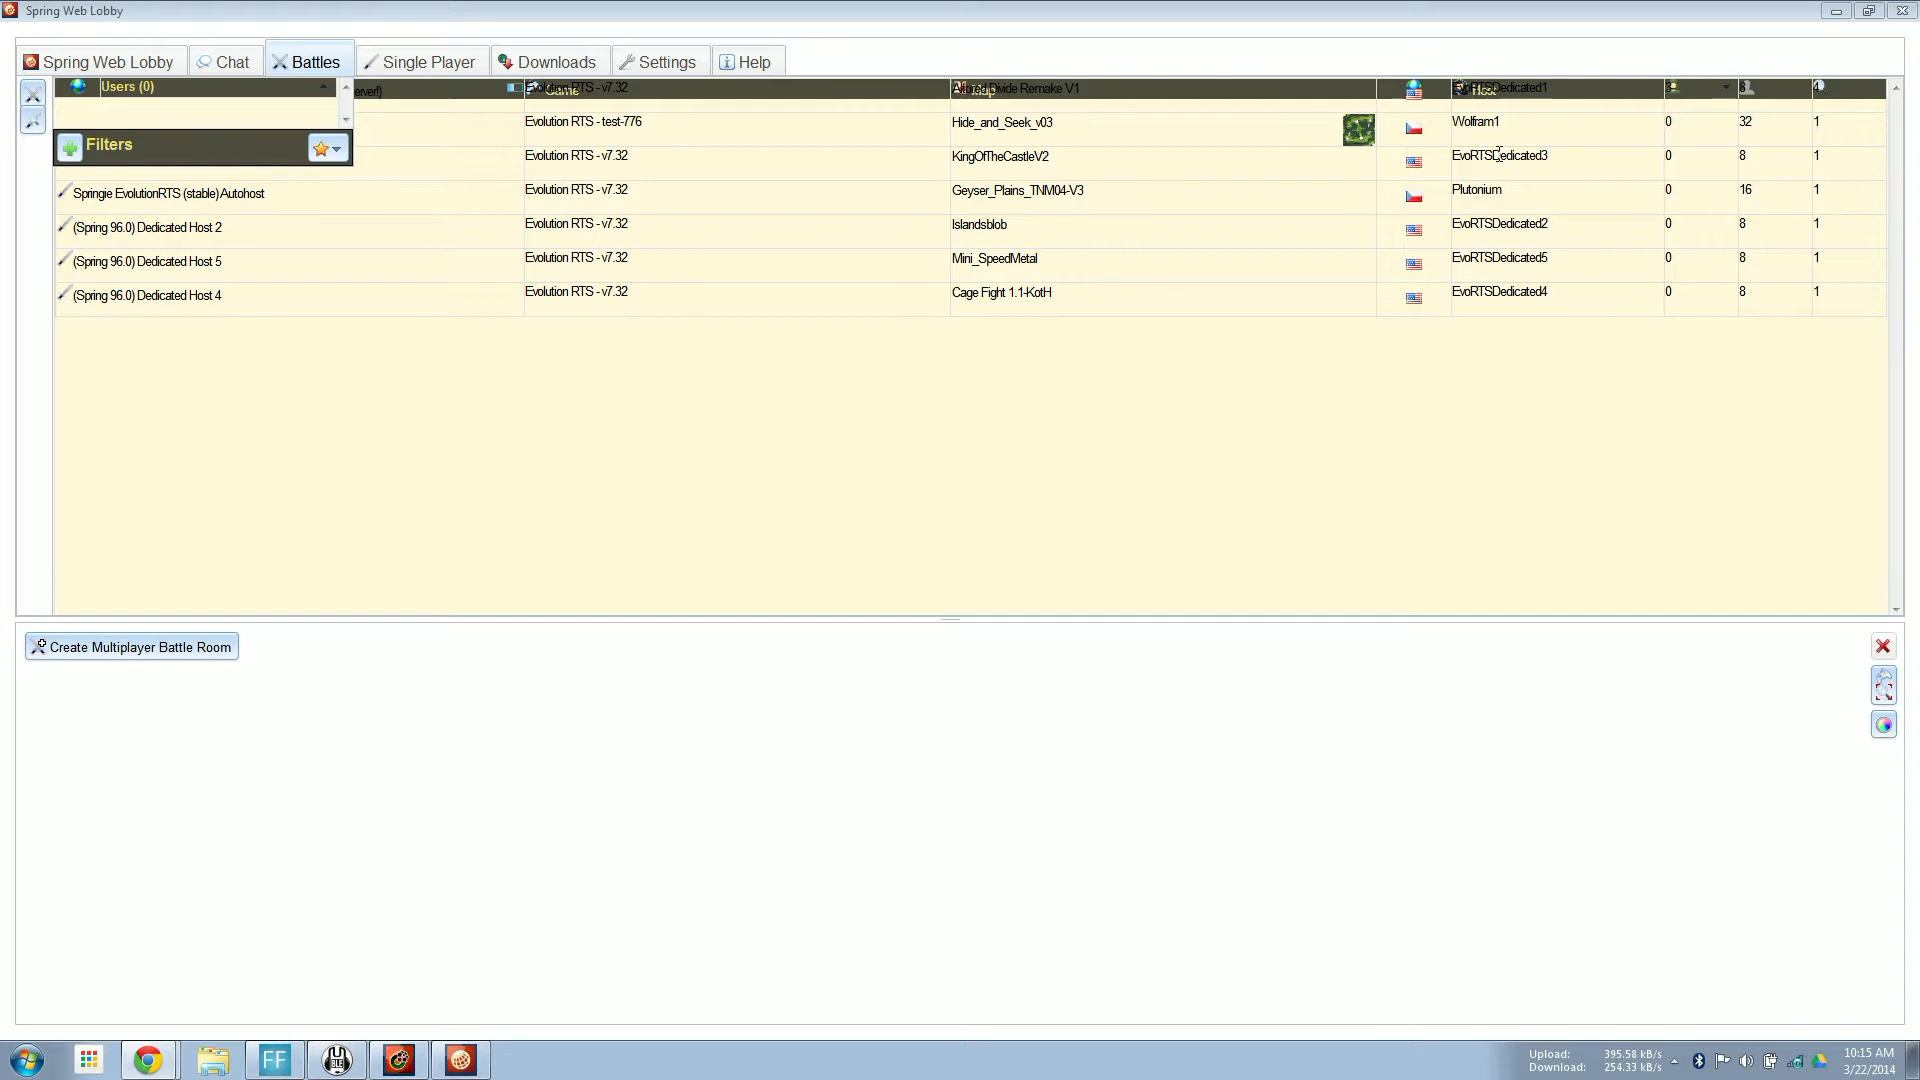 Spring Web Lobby
Spring Web Lobby Chat Battles Single Player Downloads Settings Help
Users (0) erver!) Evolution RTS - v7.32 Divide Remake V1 EvoRTSDedicated1 3 8 4
Evolution RTS - test-776 Hide_and_Seek_v03 Wolfram1 0 32 1
Filters
Evolution RTS - v7.32 KingOfTheCastleV2 EvoRTSDedicated3 0 8 1
Springie EvolutionRTS (stable) Autohost Evolution RTS - v7.32 Geyser_Plains_TNM04-V3 Plutonium 0 16 1
(Spring 96.0) Dedicated Host 2 Evolution RTS - v7.32 Islandsblob EvoRTSDedicated2 0 8 1
(Spring 96.0) Dedicated Host 5 Evolution RTS - v7.32 Mini_SpeedMetal EvoRTSDedicated5 0 8 1
(Spring 96.0) Dedicated Host 4 Evolution RTS - v7.32 Cage Fight 1.1-KotH EvoRTSDedicated4 0 8 1
Create Multiplayer Battle Room
FF
BLE
Upload: 395.58 kB/s
Download: 254.33 kB/s
10:15 AM
3/22/2014